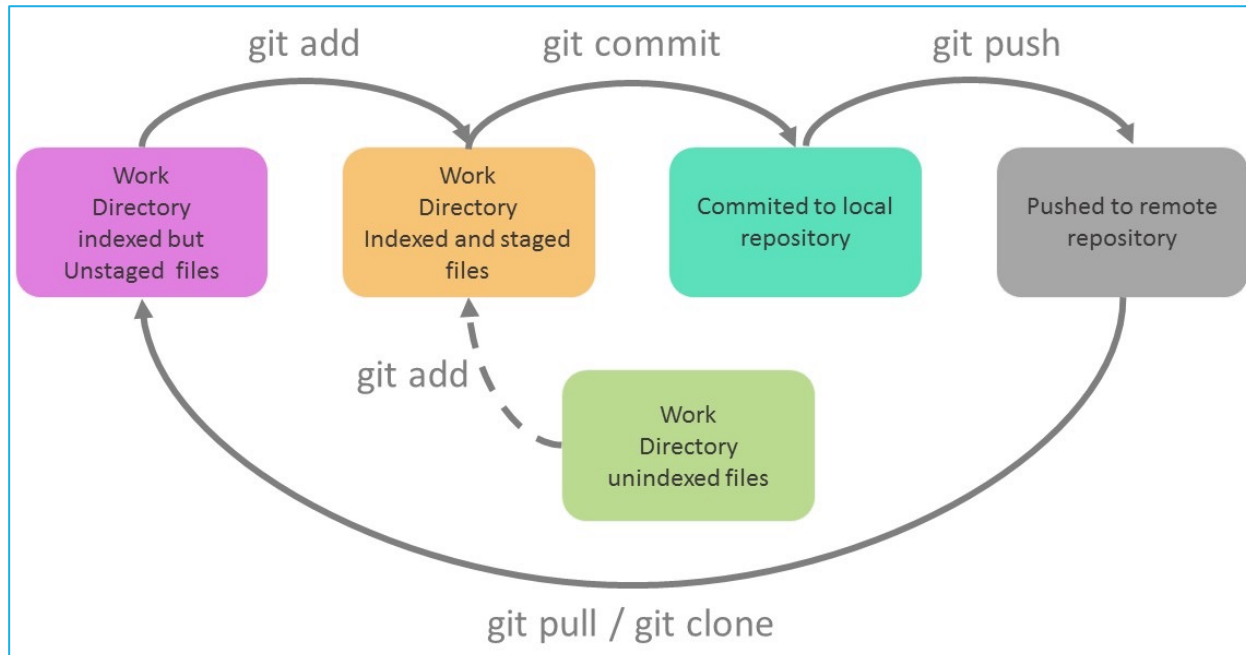 git add
git commit
git push
Work
Directory
indexed but
Unstaged files
Work
Directory
Indexed and staged
files
Commited to local
repository
Pushed to remote
repository
git add
Work
Directory
unindexed files
git pull / git clone